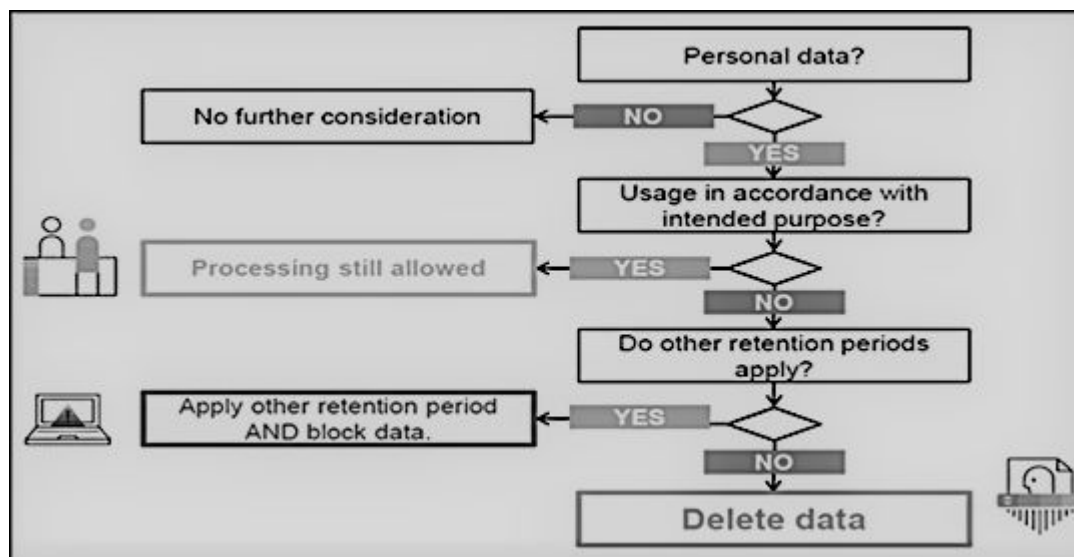 Personal data?
No further consideration
NO
YES
Usage in accordance with
intended purpose?
Processing still allowed
YES
NO
Do other retention periods
apply?
Apply other retention period
AND block data.
YES
NO
Delete data